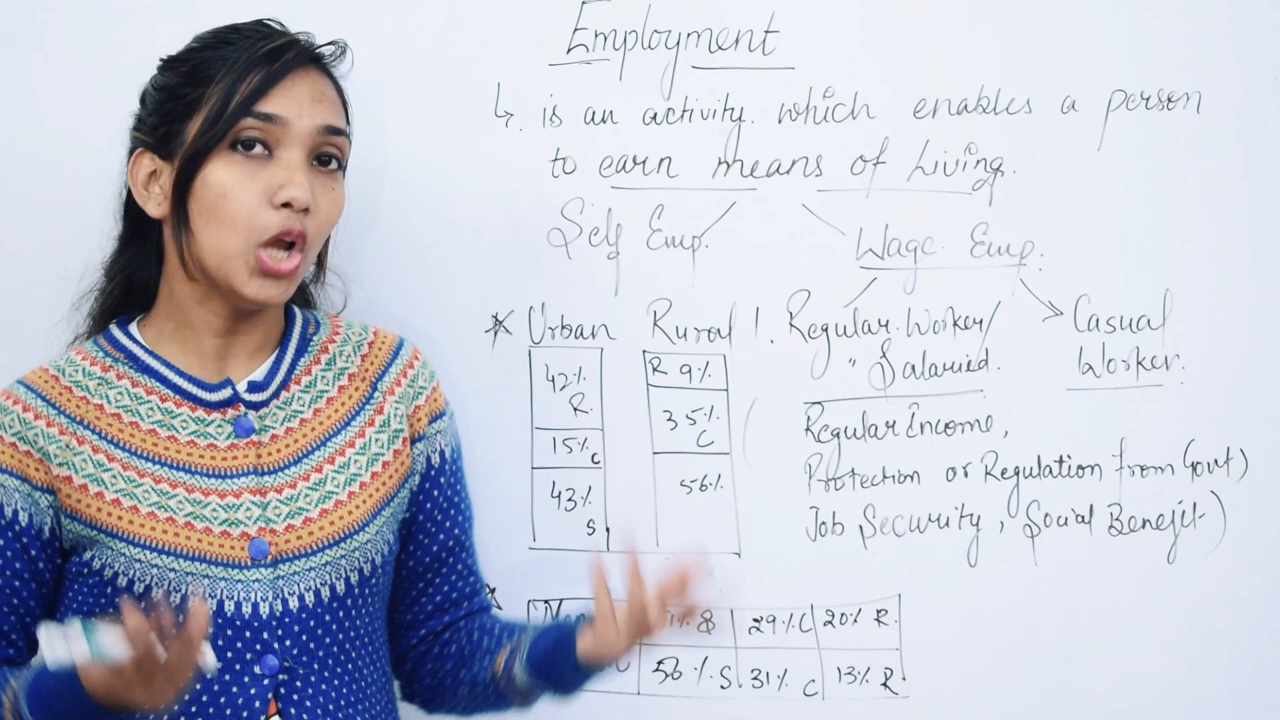 Employment
↳ is an activity which enables a person
to earn means of Living.
Self Emp. Wage Emp.
* Urban Rural
42% R.
15% C
43% S
R 9%
35% C
56%
Regular Worker/
" Salaried.
Casual
Worker.
Regular Income,
Protection or Regulation from Govt)
Job Security, Social Benefit)
29% C 20% R.
56% S 31% C 13% R